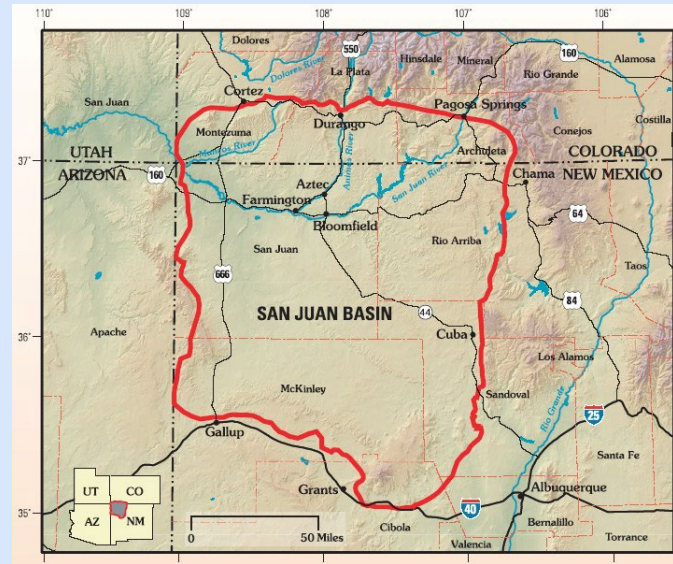 110°
109°
108°
107°
106°
Dolores
550
Hinsdale
Mineral
160
Alamosa
Dolores River
La Plata
Rio Grande
Cortez
San Juan
Pagosa Springs
Costilla
Montezuma
Durango
Conejos
Mancos River
Animas River
Archuleta
37°
UTAH
COLORADO
ARIZONA
NEW MEXICO
160
Aztec
San Juan River
Chama
Farmington
Bloomfield
64
San Juan
Rio Arriba
Taos
666
84
SAN JUAN BASIN
44
36°
Apache
Cuba
Los Alamos
McKinley
Sandoval
Rio Grande
25
Gallup
Santa Fe
UT
CO
Grants
Albuquerque
AZ
NM
40
35°
Cibola
Bernalillo
0
50 Miles
Valencia
Torrance